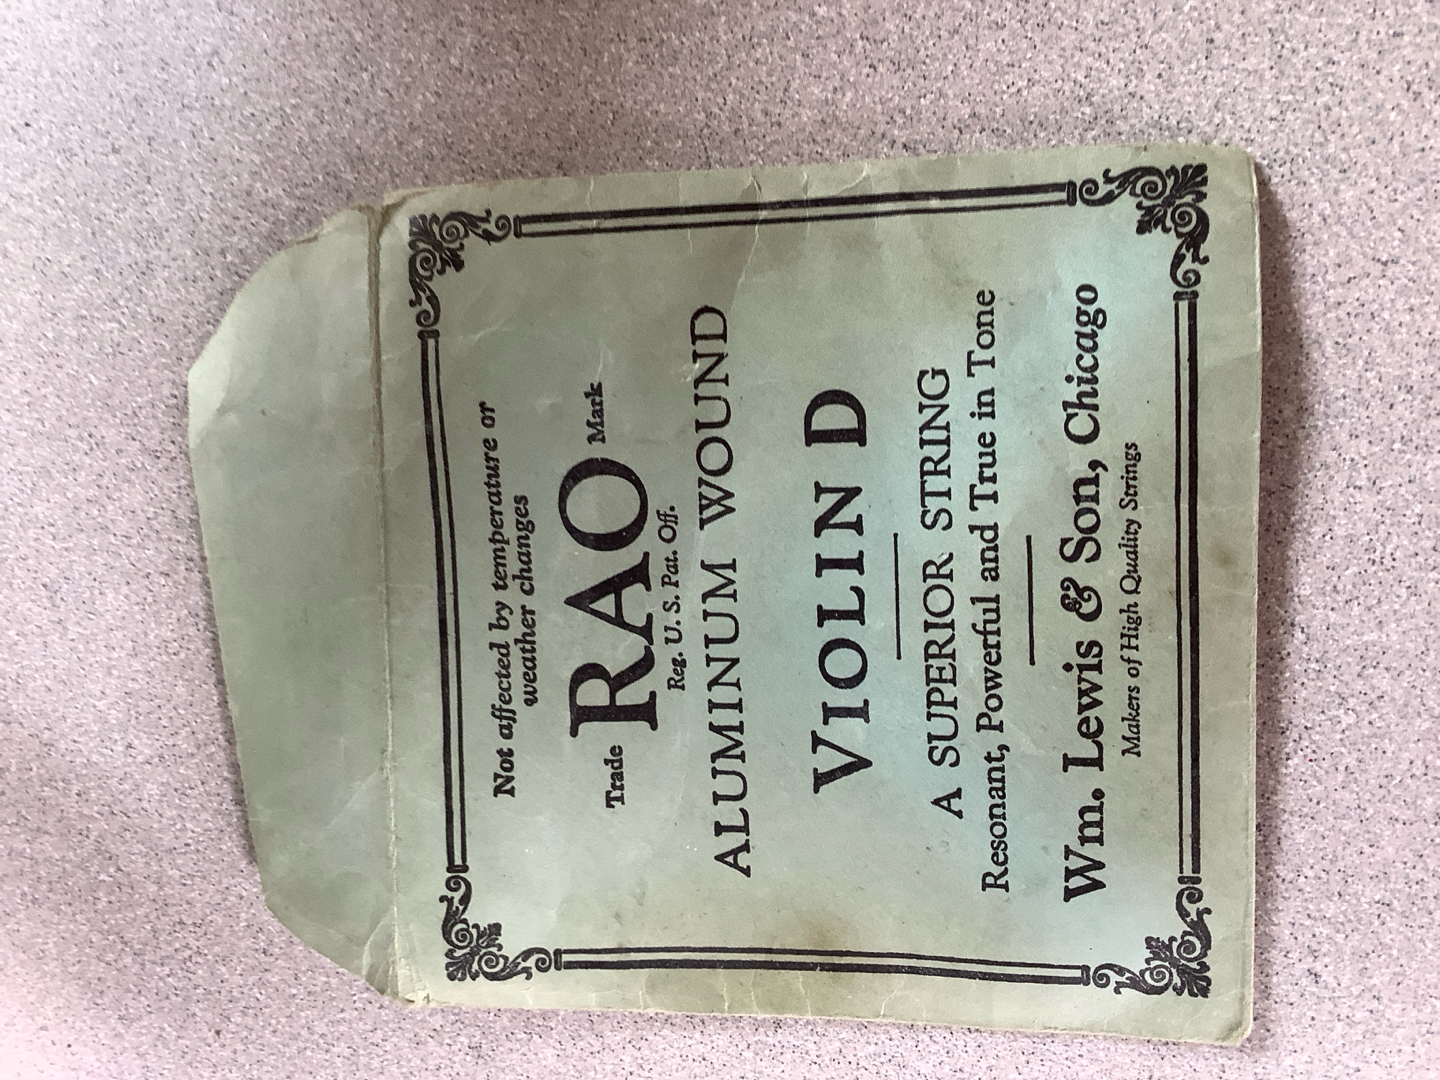 Not affected by temperature or
weather changes
Trade RAO Mark
Reg. U. S. Pat. Off.
ALUMINUM WOUND
VIOLIN D
A SUPERIOR STRING
Resonant, Powerful and True in Tone
Wm. Lewis & Son, Chicago
Makers of High Quality Strings